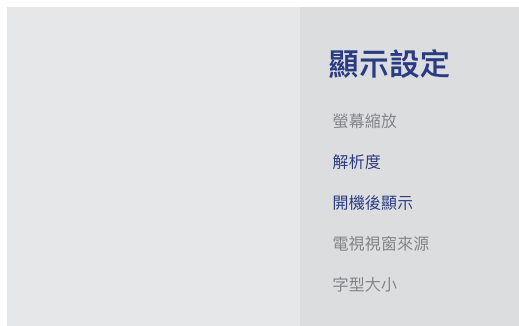 顯示設定
螢幕縮放
解析度
開機後顯示
電視視窗來源
字型大小